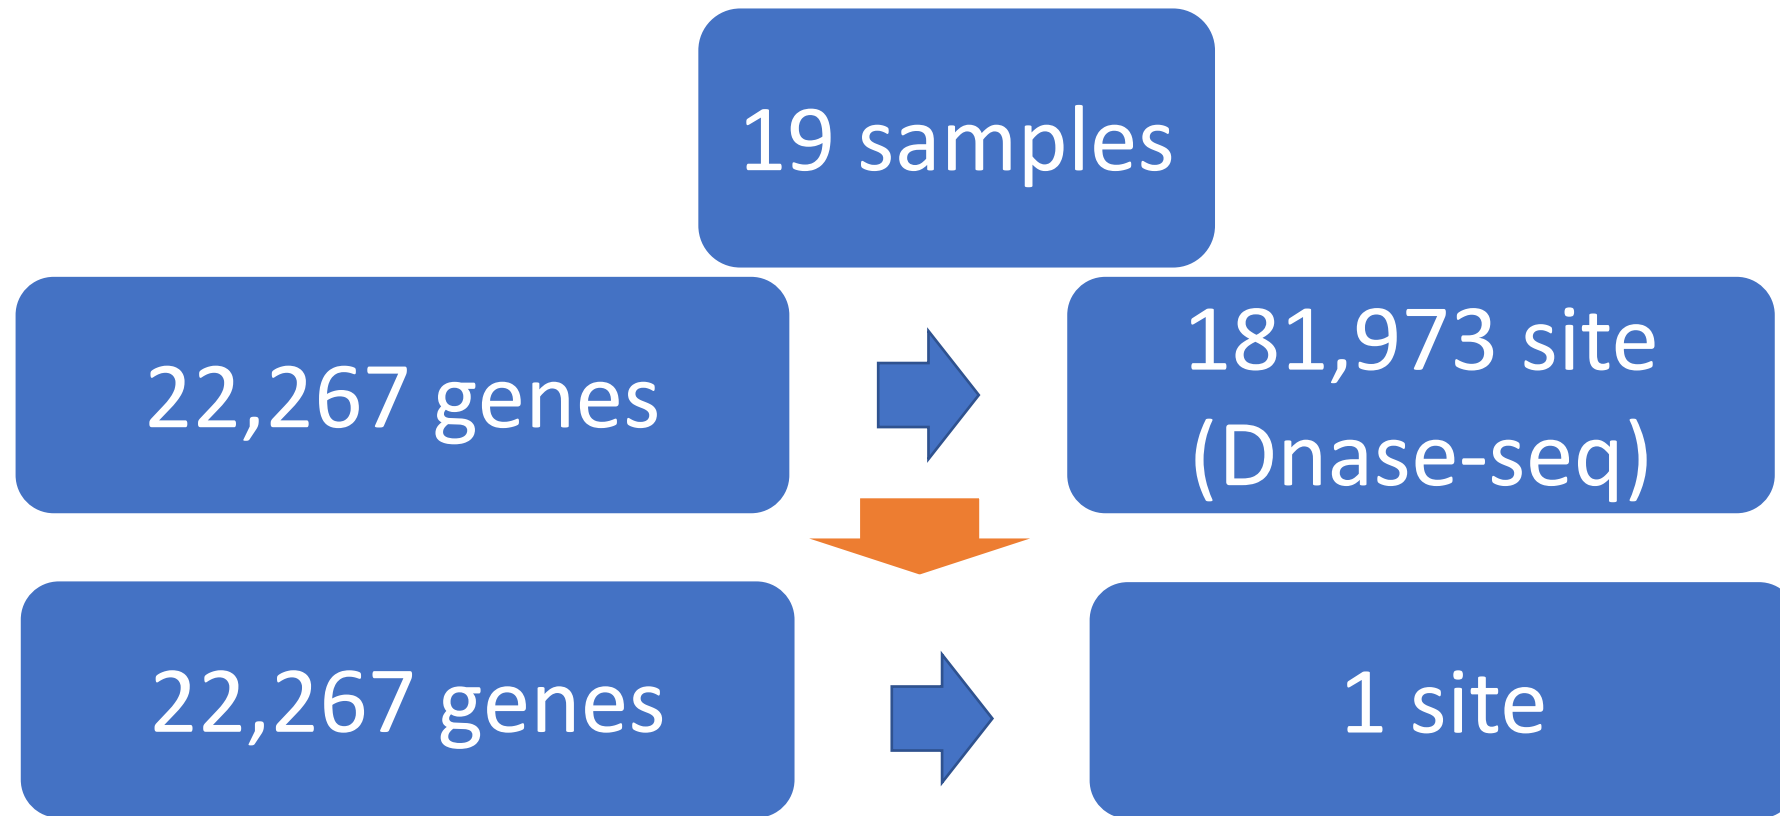 19 samples
22,267 genes
181,973 site
(Dnase-seq)
22,267 genes
1 site